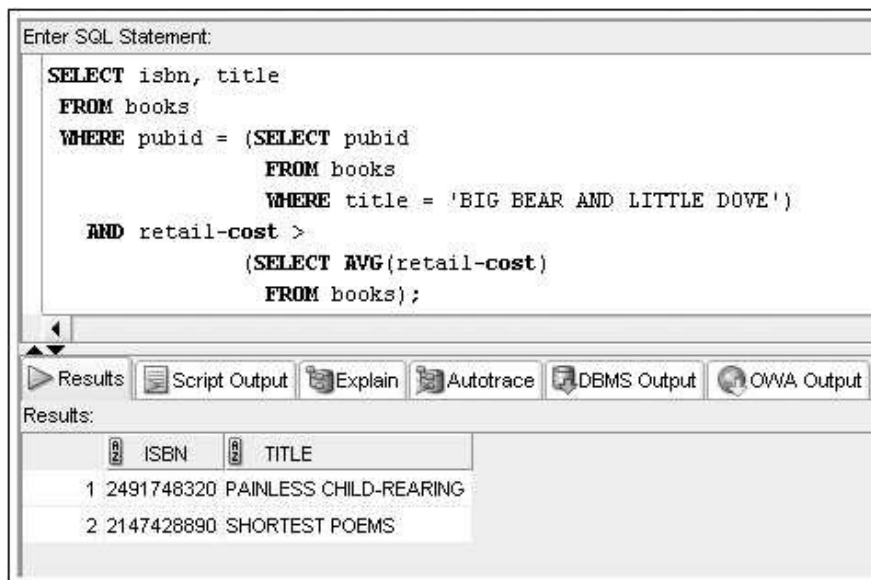 Enter SQL Statement:
SELECT isbn, title
FROM books
WHERE pubid = (SELECT pubid
FROM books
WHERE title = 'BIG BEAR AND LITTLE DOVE')
AND retail-cost >
(SELECT AVG(retail-cost)
FROM books);
Results Script Output Explain Autotrace DBMS Output OWA Output
Results:
ISBN TITLE
1 2491748320 PAINLESS CHILD-REARING
2 2147428890 SHORTEST POEMS